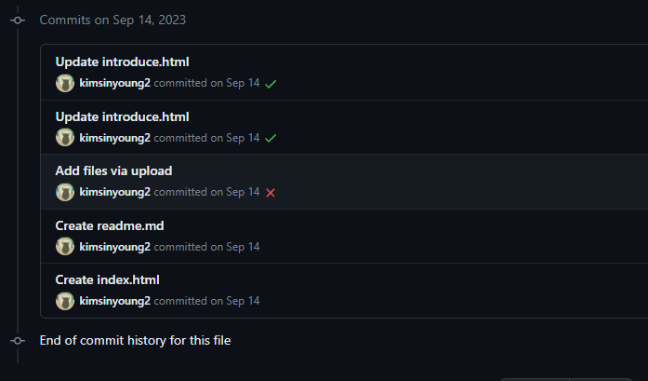 Commits on Sep 14, 2023
Update introduce.html
kimsinyoung2 committed on Sep 14
Update introduce.html
kimsinyoung2 committed on Sep 14
Add files via upload
kimsinyoung2 committed on Sep 14
Create readme.md
kimsinyoung2 committed on Sep 14
Create index.html
kimsinyoung2 committed on Sep 14
End of commit history for this file